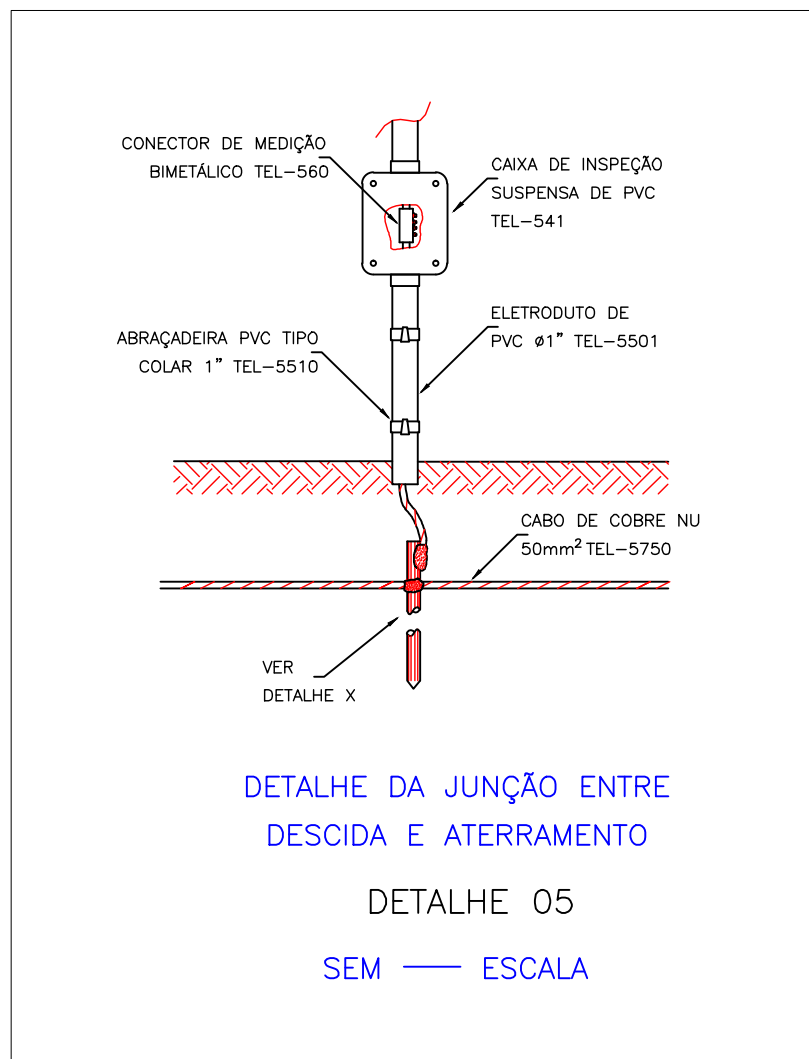 CONECTOR DE MEDIÇÃO
BIMETÁLICO TEL-560
CAIXA DE INSPEÇÃO
SUSPENSA DE PVC
TEL-541
ABRAÇADEIRA PVC TIPO
COLAR 1" TEL-5510
ELETRODUTO DE
PVC ø1" TEL-5501
CABO DE COBRE NU
50mm² TEL-5750
VER
DETALHE X
DETALHE DA JUNÇÃO ENTRE
DESCIDA E ATERRAMENTO
DETALHE 05
SEM — ESCALA